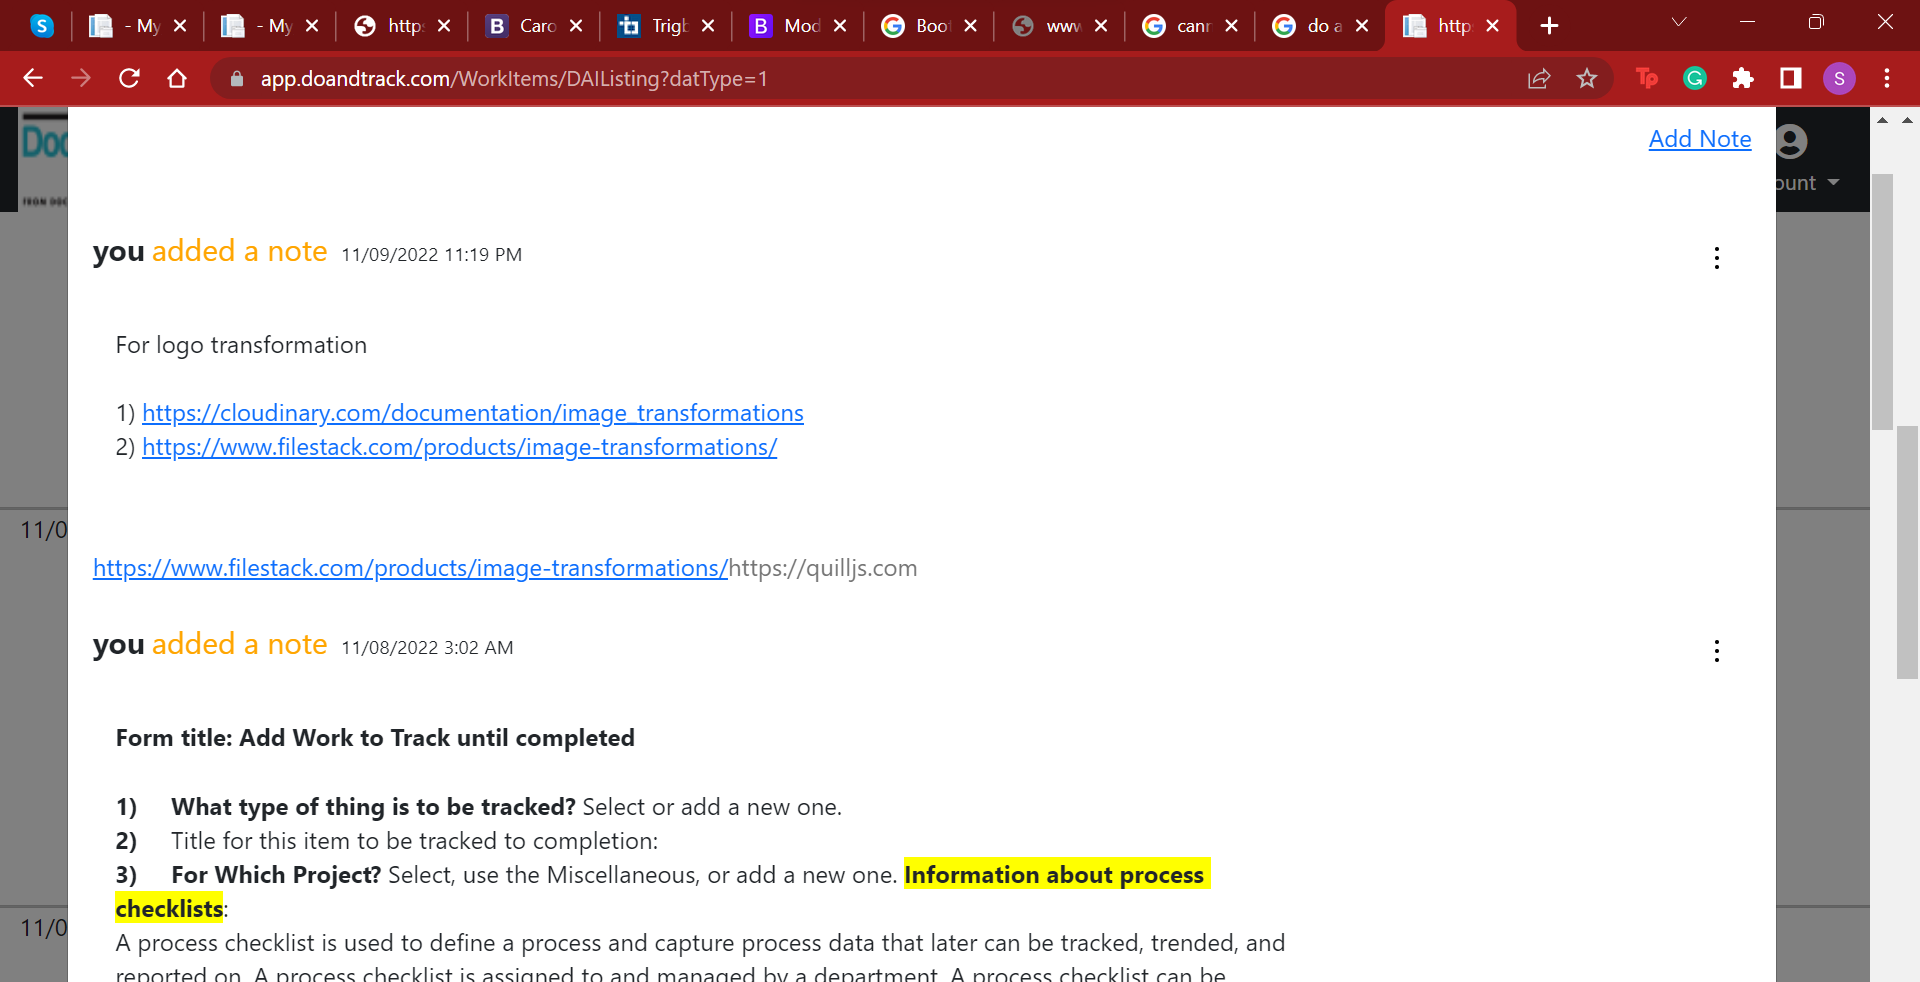 - My
- My
http
Caro
Trigb
Mod
Boo
www
can
do a
http
app.doandtrack.com/WorkItems/DAIListing?datType=1
Doc
FROM DOC
Add Note
ount
you added a note 11/09/2022 11:19 PM
For logo transformation
1) https://cloudinary.com/documentation/image_transformations
2) https://www.filestack.com/products/image-transformations/
11/0
https://www.filestack.com/products/image-transformations/https://quilljs.com
you added a note 11/08/2022 3:02 AM
Form title: Add Work to Track until completed
1) What type of thing is to be tracked? Select or add a new one.
2) Title for this item to be tracked to completion:
3) For Which Project? Select, use the Miscellaneous, or add a new one. Information about process
checklists:
11/0
A process checklist is used to define a process and capture process data that later can be tracked, trended, and
reported on. A process checklist is assigned to and managed by a department. A process checklist can be